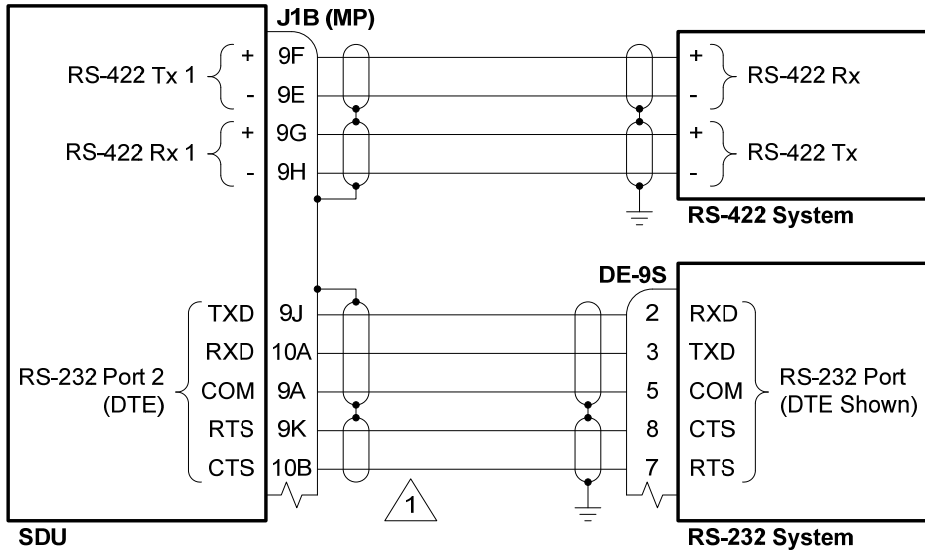 J1B (MP)
RS-422 Tx 1 + 9F + RS-422 Rx
- 9E -
RS-422 Rx 1 + 9G + RS-422 Tx
- 9H -
RS-422 System
DE-9S
TXD 9J 2 RXD
RXD 10A 3 TXD
RS-232 Port 2 (DTE) COM 9A 5 COM RS-232 Port (DTE Shown)
RTS 9K 8 CTS
CTS 10B 7 RTS
1
SDU RS-232 System